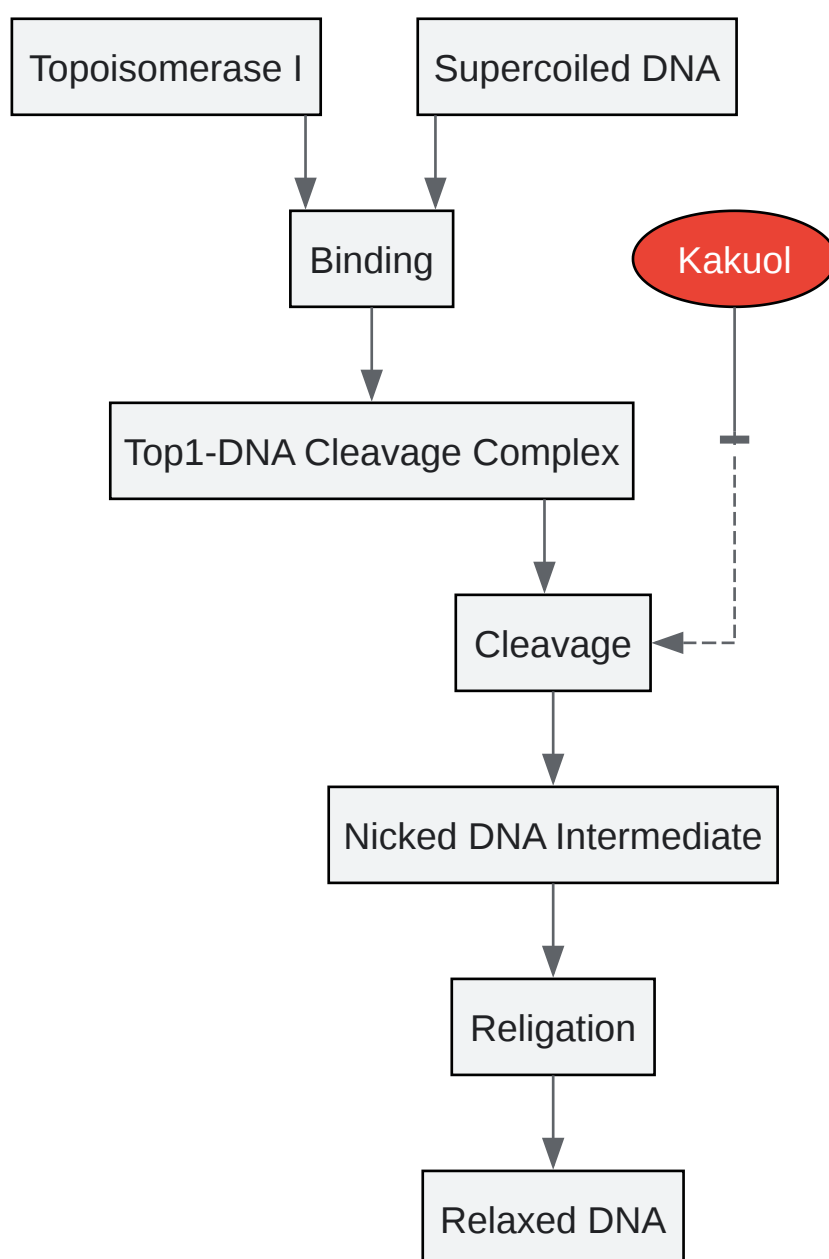 Topoisomerase I
Supercoiled DNA
Binding
Kakuol
Top1-DNA Cleavage Complex
Cleavage
Nicked DNA Intermediate
Religation
Relaxed DNA